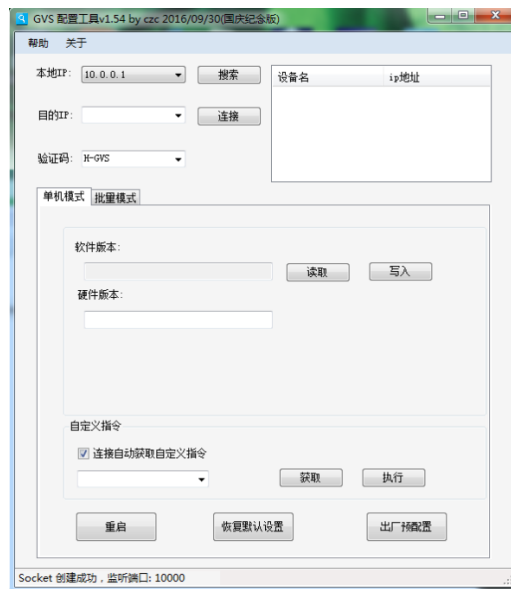 GVS 配置工具v1.54 by czc 2016/09/30(国庆纪念版)
帮助 关于
本地IP: 10.0.0.1 搜索 设备名 ip地址
目的IP: 连接
验证码: H-GVS
单机模式 批量模式
软件版本:
读取 写入
硬件版本:
自定义指令
连接自动获取自定义指令
获取 执行
重启 恢复默认设置 出厂预配置
Socket 创建成功，监听端口: 10000